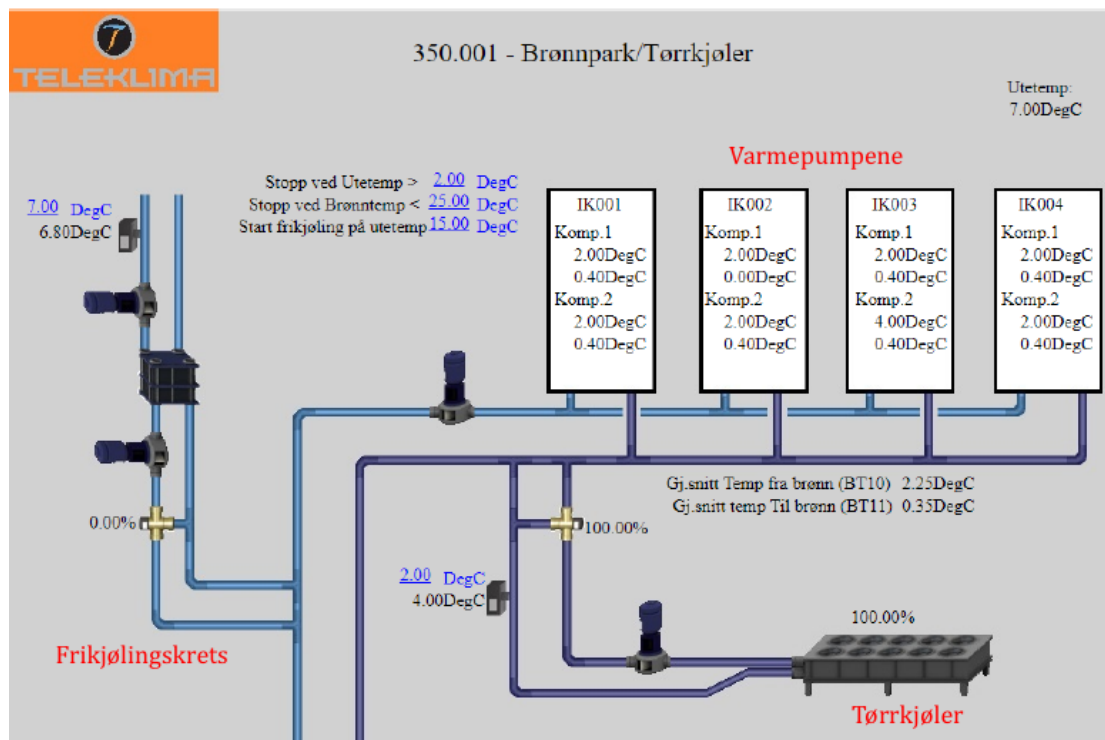 TELEKLIMA
350.001 - Brønnpark/Tørrkjøler
Utetemp:
7.00DegC
Varmepumpene
Stopp ved Utetemp > 2.00 DegC
Stopp ved Brønntemp < 25.00 DegC
Start frikjøling på utetemp 15.00 DegC
7.00 DegC
6.80DegC
IK001
Komp.1
2.00DegC
0.40DegC
Komp.2
2.00DegC
0.40DegC
IK002
Komp.1
2.00DegC
0.00DegC
Komp.2
2.00DegC
0.40DegC
IK003
Komp.1
2.00DegC
0.40DegC
Komp.2
4.00DegC
0.40DegC
IK004
Komp.1
2.00DegC
0.40DegC
Komp.2
2.00DegC
0.40DegC
Gj.snitt Temp fra brønn (BT10) 2.25DegC
Gj.snitt temp Til brønn (BT11) 0.35DegC
0.00%
100.00%
2.00 DegC
4.00DegC
100.00%
Frikjølingskrets
Tørrkjøler